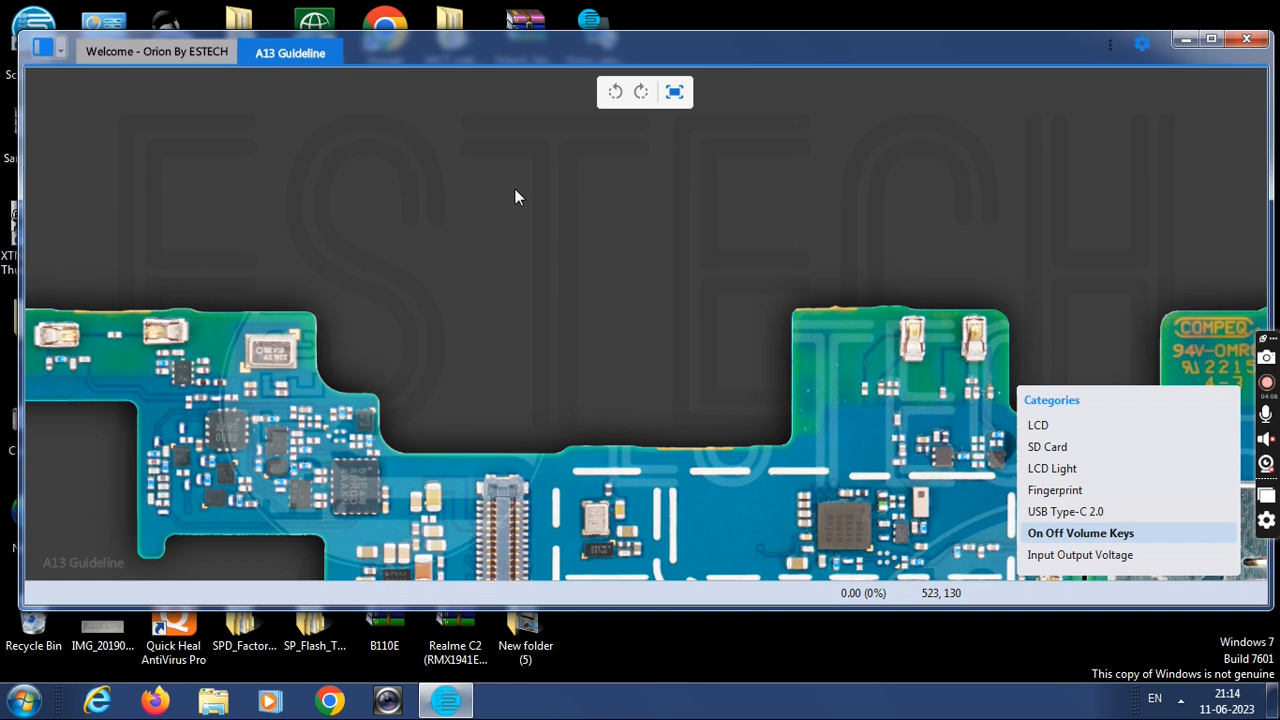 Welcome - Orion By ESTECH
A13 Guideline
ESTECH
COMPEQ
Categories
LCD
SD Card
LCD Light
Fingerprint
USB Type-C 2.0
On Off Volume Keys
Input Output Voltage
A13 Guideline
0.00 (0%)
523, 130
04:08
Recycle Bin
IMG_20190...
Quick Heal
AntiVirus Pro
SPD_Factor...
SP_Flash_T...
B110E
Realme C2
(RMX1941E...
New folder
(5)
Windows 7
Build 7601
This copy of Windows is not genuine
EN
21:14
11-06-2023